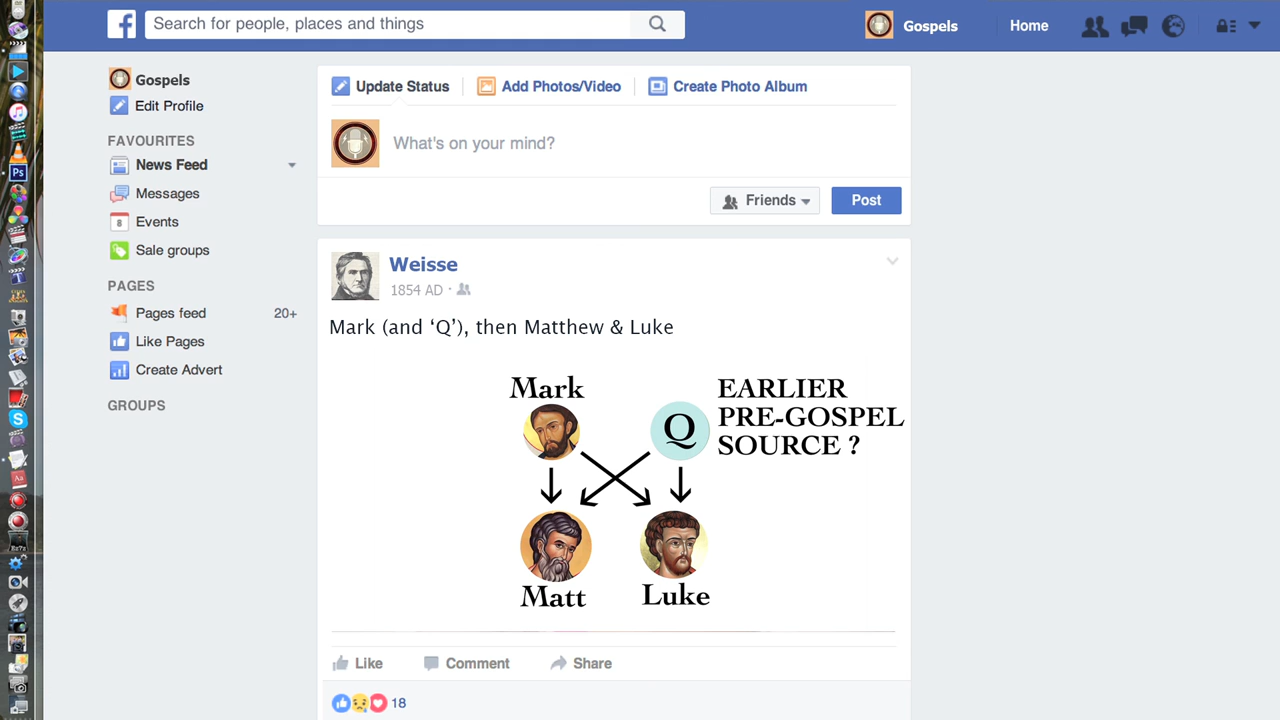 Search for people, places and things
Gospels
Home
Gospels
Edit Profile
FAVOURITES
News Feed
Messages
8
Events
Sale groups
PAGES
Pages feed 20+
Like Pages
Create Advert
GROUPS
Update Status
Add Photos/Video
Create Photo Album
What's on your mind?
Friends
Post
Weisse
1854 AD ·
Mark (and ‘Q’), then Matthew & Luke
Mark
Q
EARLIER
PRE-GOSPEL
SOURCE ?
Matt
Luke
Like
Comment
Share
18
Ps
Aa